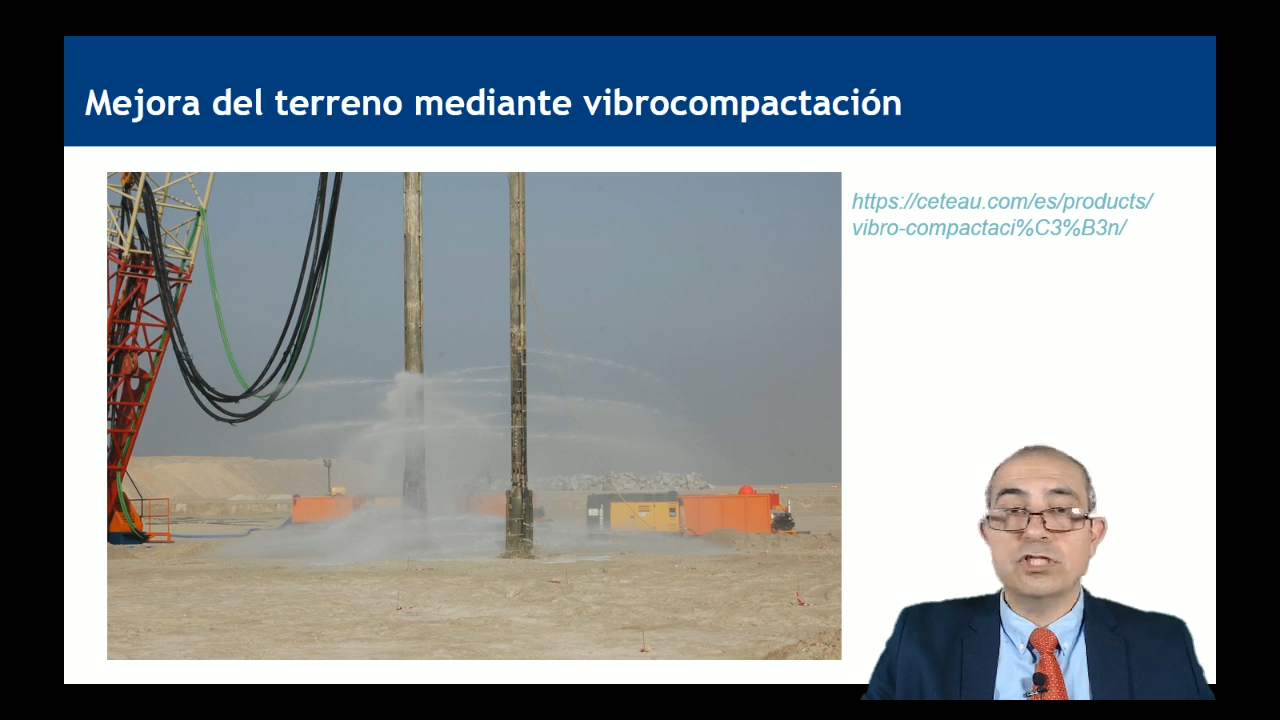 Mejora del terreno mediante vibrocompactación
https://ceteau.com/es/products/
vibro-compactaci%C3%B3n/